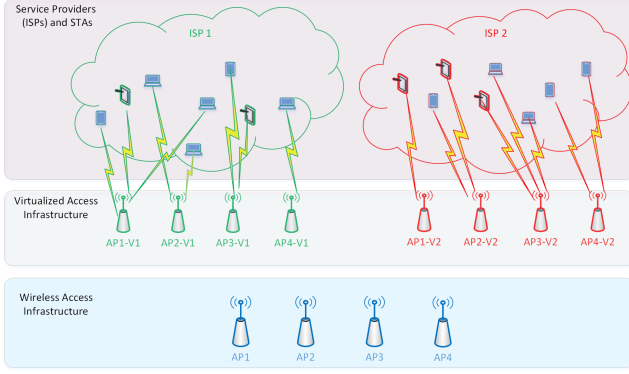 Service Providers
(ISPs) and STAs
ISP 1
ISP 2
Virtualized Access
Infrastructure
AP1-V1
AP2-V1
AP3-V1
AP4-V1
AP1-V2
AP2-V2
AP3-V2
AP4-V2
Wireless Access
Infrastructure
AP1
AP2
AP3
AP4